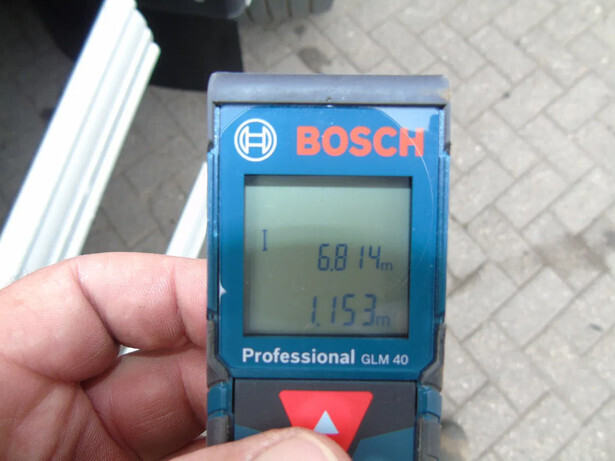 BOSCH
6.814m
1.153m
Professional GLM 40